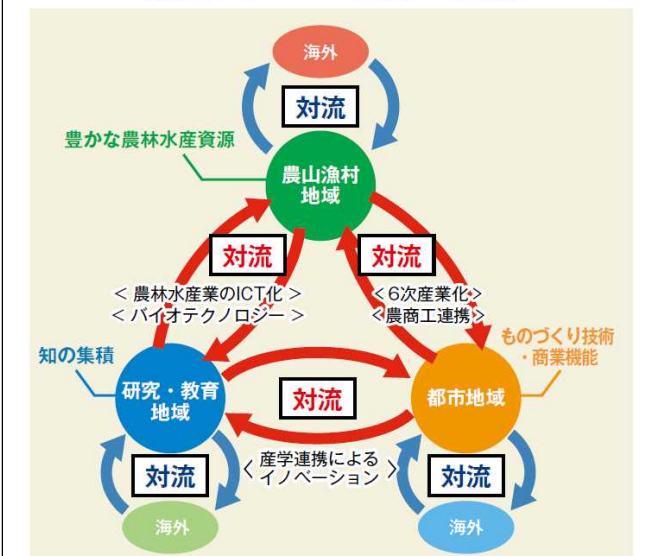 海外
対流
豊かな農林水産資源
農山漁村
地域
対流
対流
< 農林水産業のICT化 >
< バイオテクノロジー >
<6次産業化>
<農商工連携>
知の集積
ものづくり技術
・商業機能
研究・教育
地域
対流
都市地域
対流
< 産学連携による
イノベーション >
対流
海外
海外